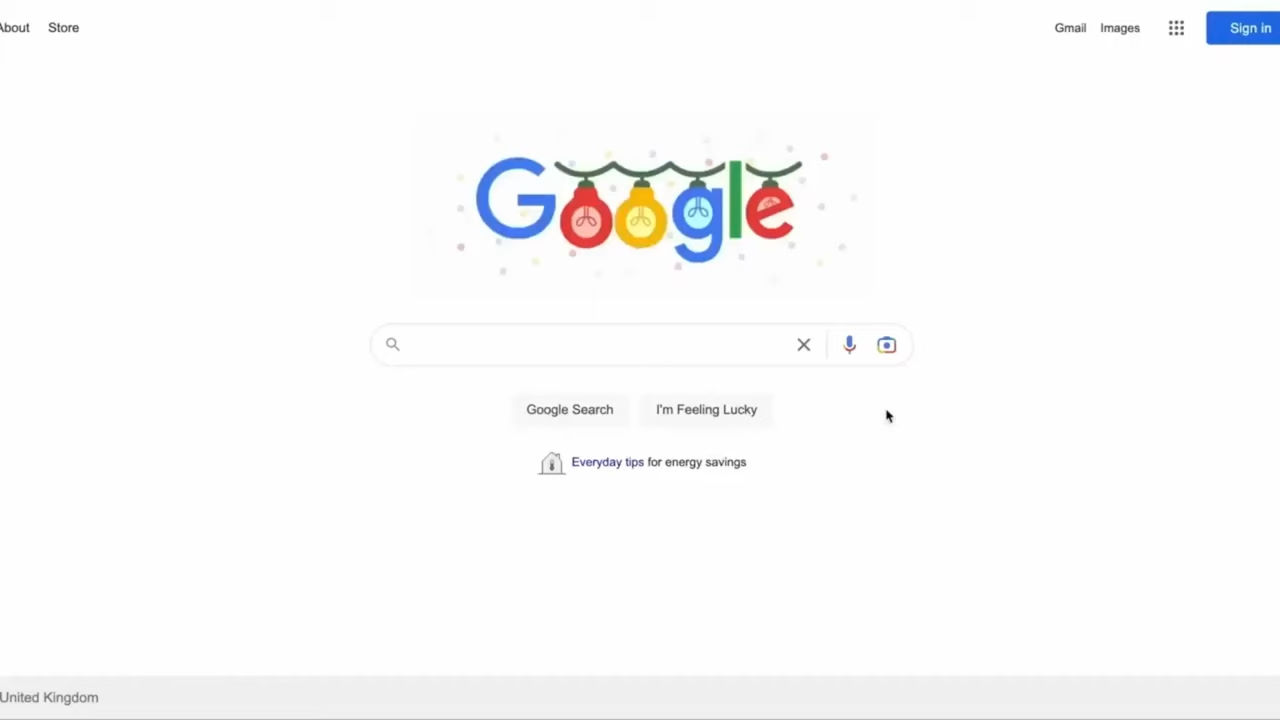 About Store Gmail Images Sign in
Google
Google Search I'm Feeling Lucky
Everyday tips for energy savings
United Kingdom